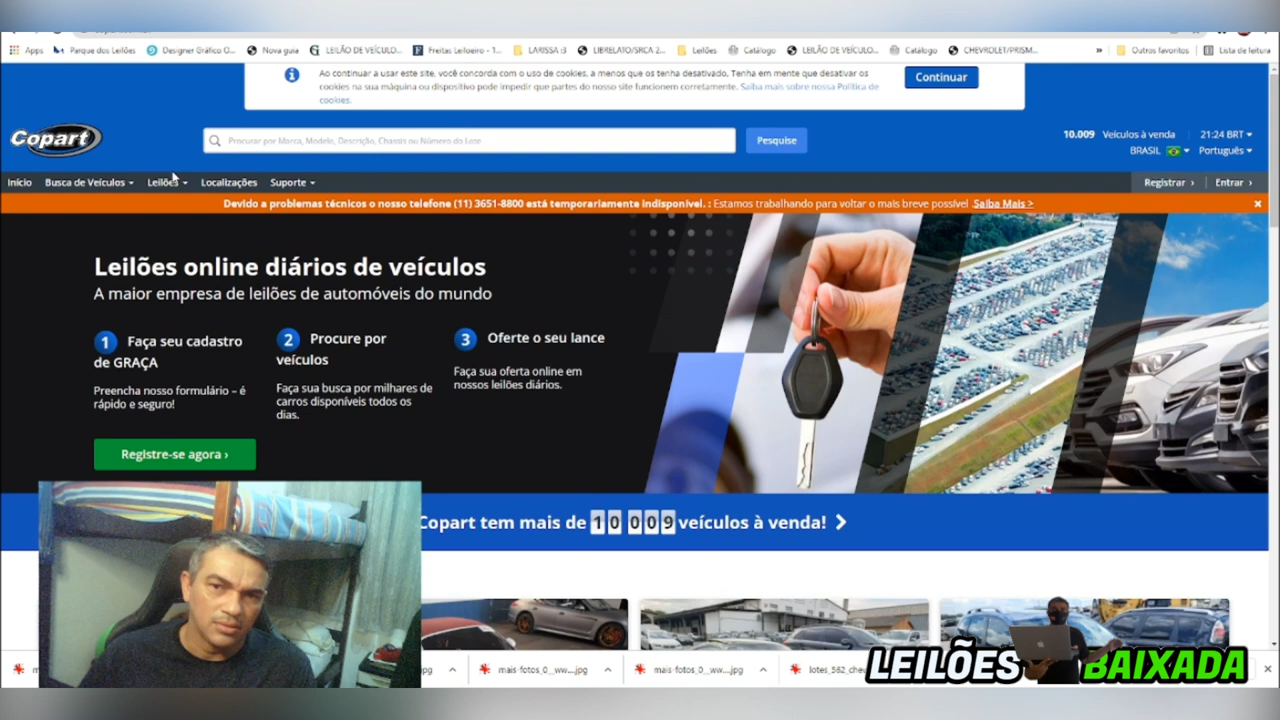 Apps
Parque dos Leilões
Designer Gráfico O...
Nova guia
LEILÃO DE VEÍCULO...
Freitas Leiloeiro - 1...
LARISSA :3
LIBRELATO/SRCA 2...
Leilões
Catálogo
LEILÃO DE VEÍCULO...
Catálogo
CHEVROLET/PRISM...
»
Outros favoritos
Lista de leitura
Ao continuar a usar este site, você concorda com o uso de cookies, a menos que os tenha desativado. Tenha em mente que desativar os
cookies na sua máquina ou dispositivo pode impedir que partes do nosso site funcionem corretamente. Saiba mais sobre nossa Política de
cookies.
Continuar
Copart
Procurar por Marca, Modelo, Descrição, Chassis ou Número do Lote
Pesquise
10.009 Veículos à venda
21:24 BRT
BRASIL
Português
Início
Busca de Veículos
Leilões
Localizações
Suporte
Registrar ›
Entrar ›
Devido a problemas técnicos o nosso telefone (11) 3651-8800 está temporariamente indisponível. : Estamos trabalhando para voltar o mais breve possível Saiba Mais >
Leilões online diários de veículos
A maior empresa de leilões de automóveis do mundo
1 Faça seu cadastro
de GRAÇA
Preencha nosso formulário – é
rápido e seguro!
2 Procure por
veículos
Faça sua busca por milhares de
carros disponíveis todos os
dias.
3 Oferte o seu lance
Faça sua oferta online em
nossos leilões diários.
Registre-se agora ›
Copart tem mais de 10 009 veículos à venda!
mais-fotos_0_ww....jpg
mais-fotos_0_ww....jpg
LEILÕES BAIXADA